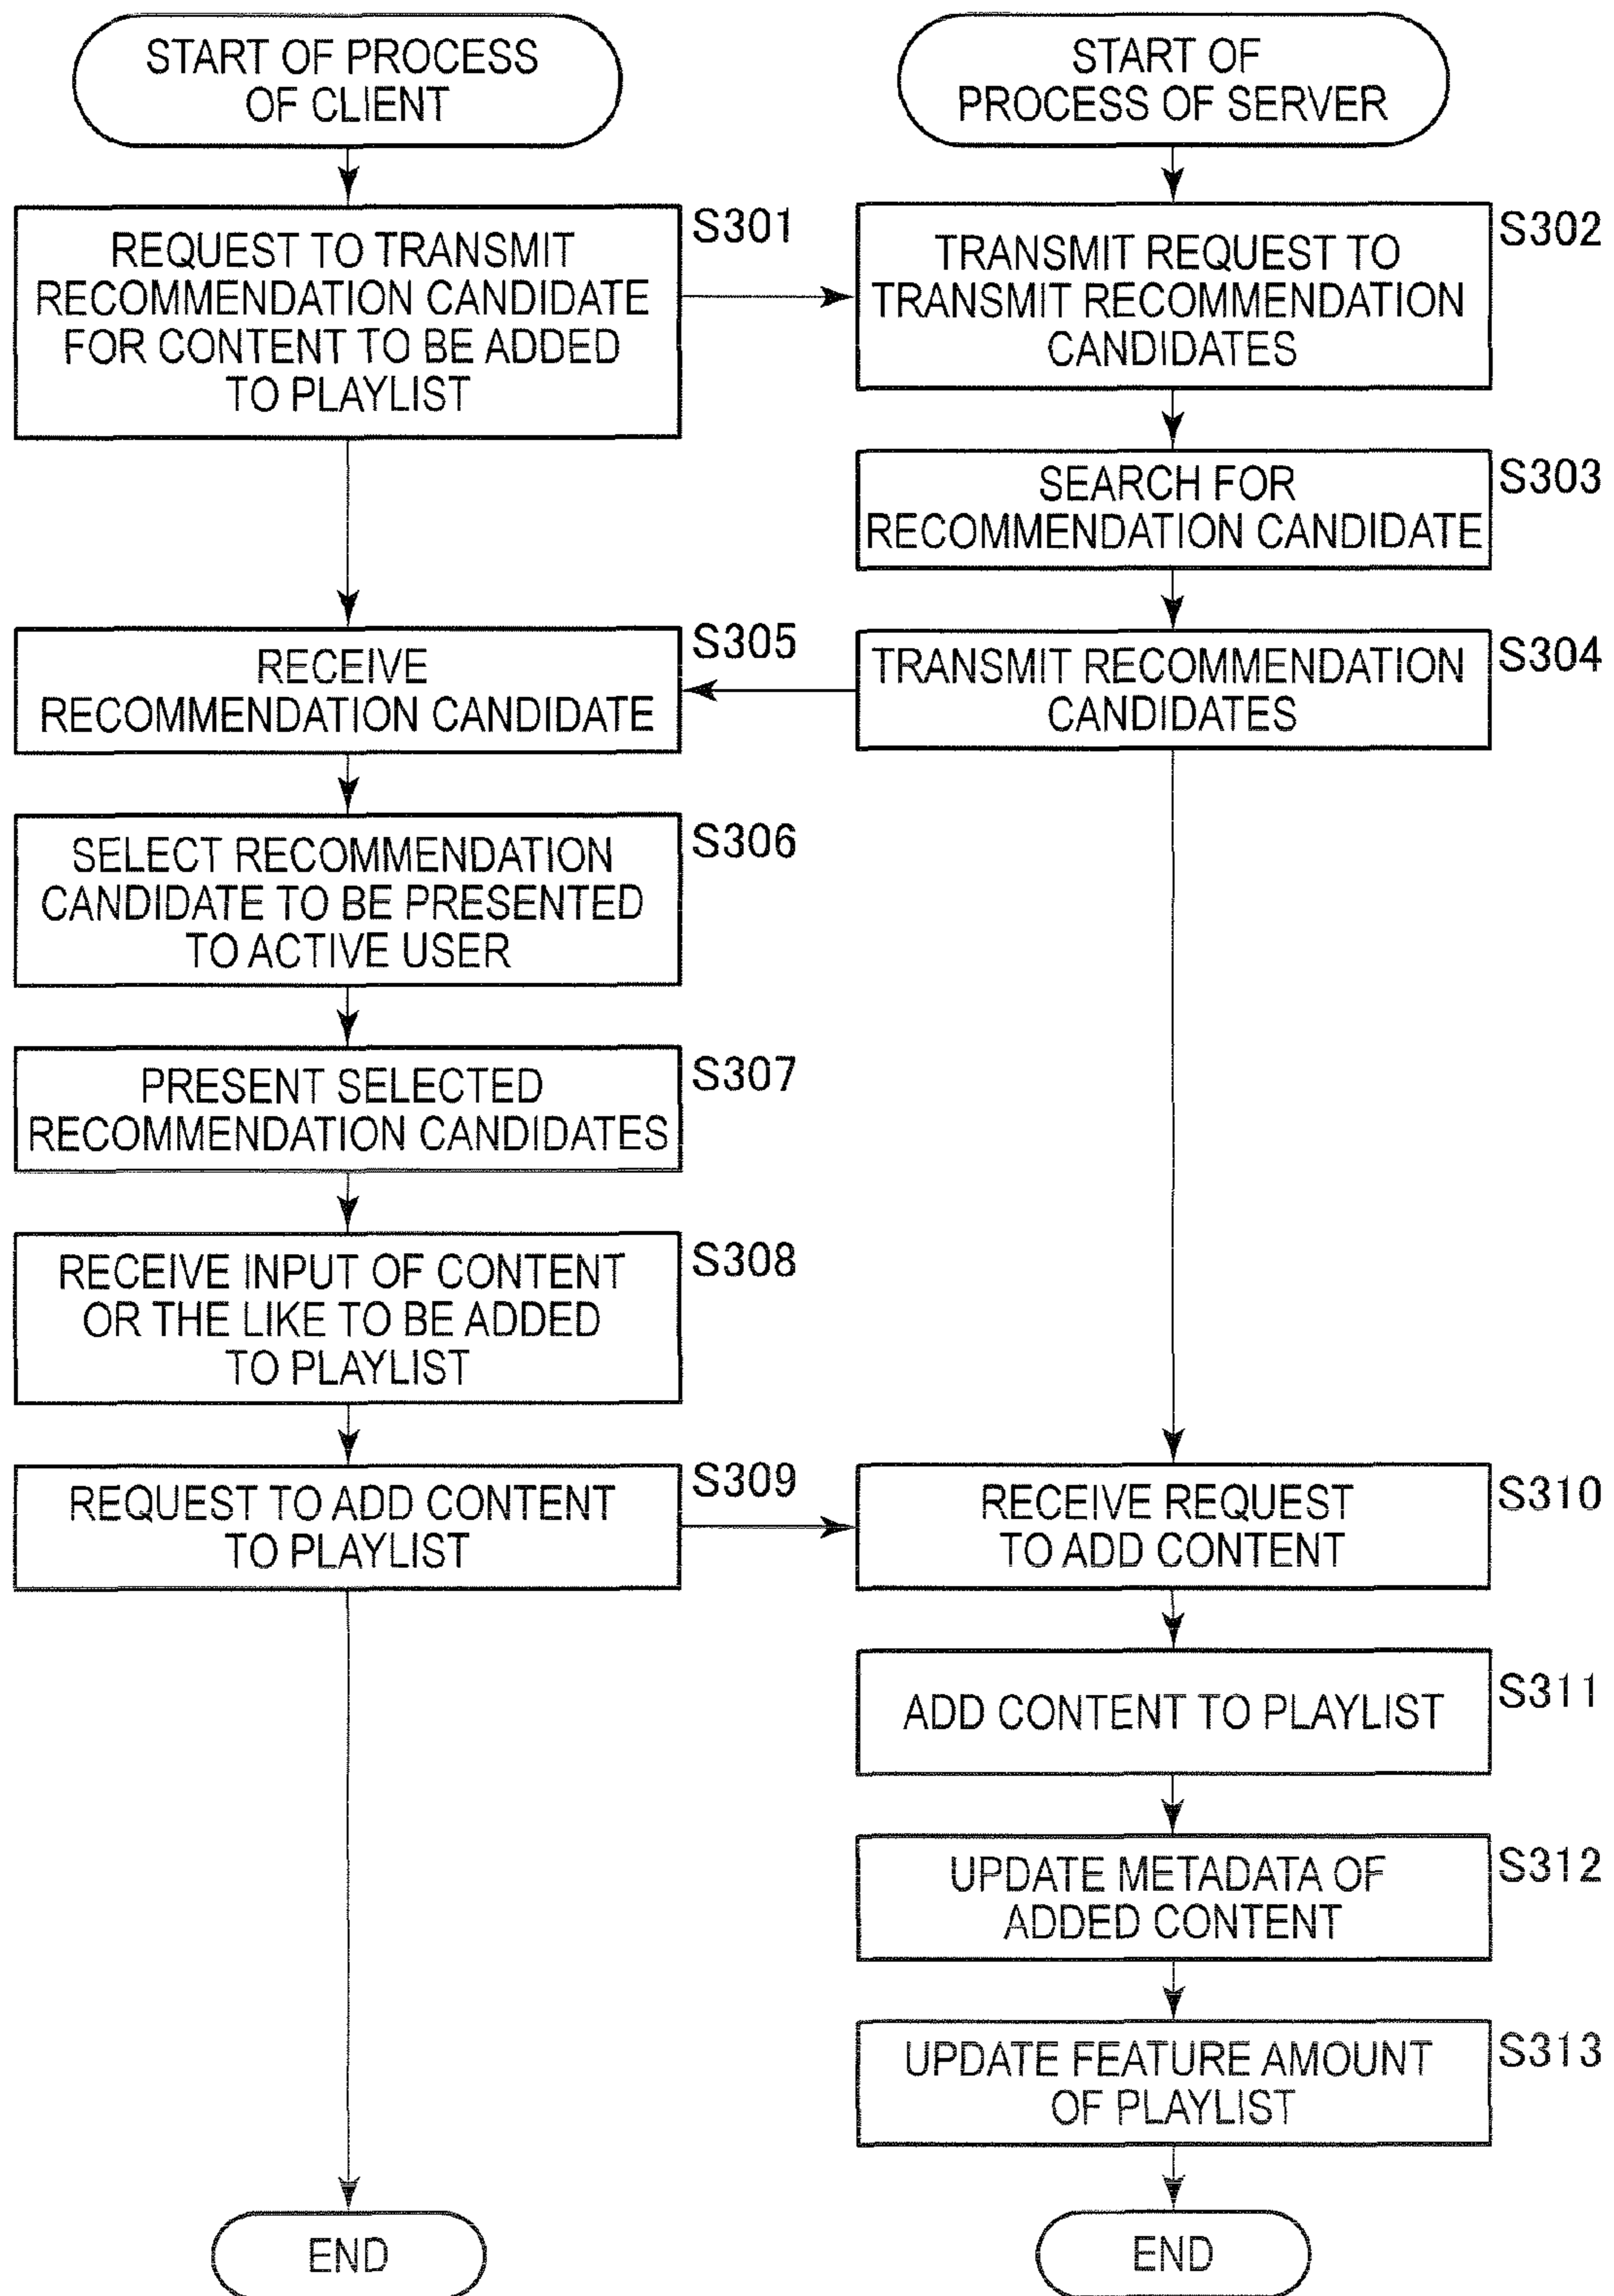 START OF PROCESS
OF CLIENT
START OF
PROCESS OF SERVER
REQUEST TO TRANSMIT
RECOMMENDATION CANDIDATE
FOR CONTENT TO BE ADDED
TO PLAYLIST
S301
TRANSMIT REQUEST TO
TRANSMIT RECOMMENDATION
CANDIDATES
S302
SEARCH FOR
RECOMMENDATION CANDIDATE
S303
RECEIVE
RECOMMENDATION CANDIDATE
S305
TRANSMIT RECOMMENDATION
CANDIDATES
S304
SELECT RECOMMENDATION
CANDIDATE TO BE PRESENTED
TO ACTIVE USER
S306
PRESENT SELECTED
RECOMMENDATION CANDIDATES
S307
RECEIVE INPUT OF CONTENT
OR THE LIKE TO BE ADDED
TO PLAYLIST
S308
REQUEST TO ADD CONTENT
TO PLAYLIST
S309
RECEIVE REQUEST
TO ADD CONTENT
S310
ADD CONTENT TO PLAYLIST
S311
UPDATE METADATA OF
ADDED CONTENT
S312
UPDATE FEATURE AMOUNT
OF PLAYLIST
S313
END
END